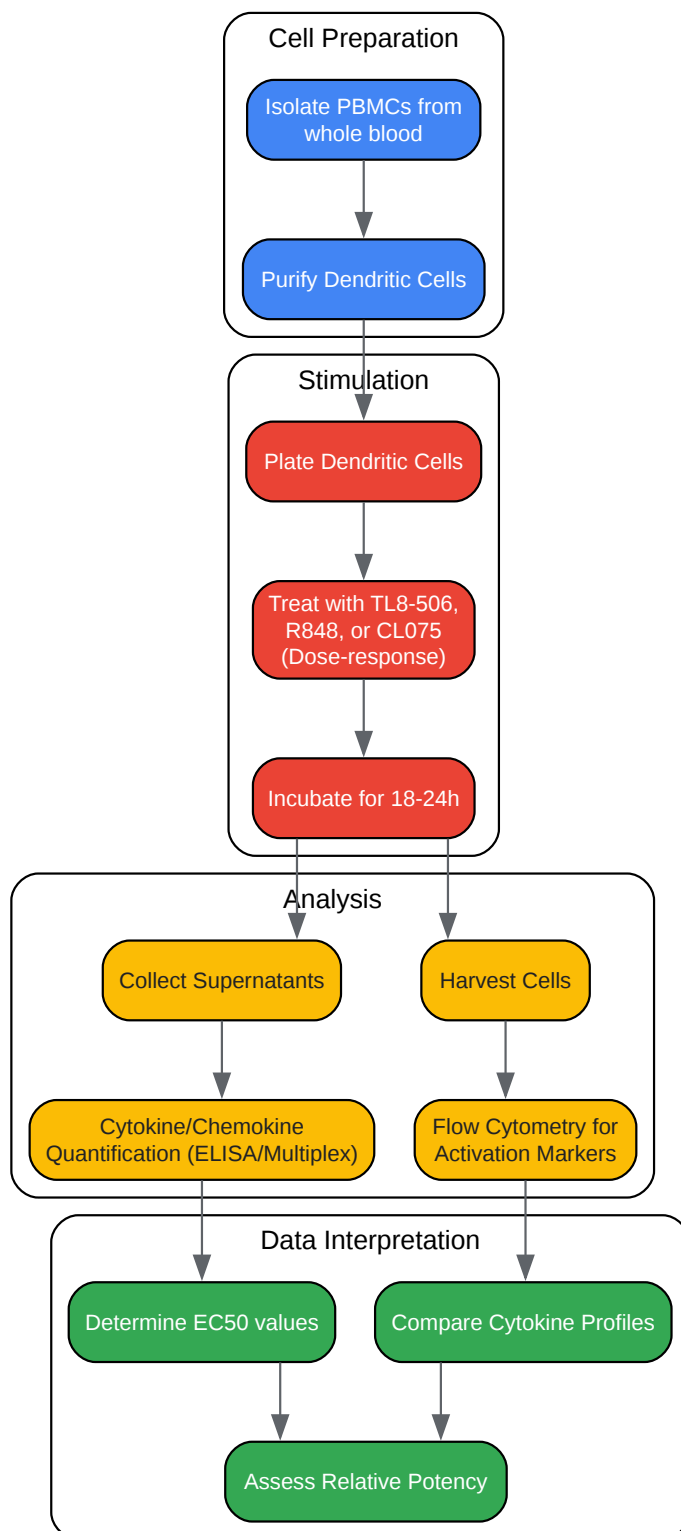 Cell Preparation
Isolate PBMCs from
whole blood
Purify Dendritic Cells
Stimulation
Plate Dendritic Cells
Treat with TL8-506,
R848, or CL075
(Dose-response)
Incubate for 18-24h
Analysis
Collect Supernatants
Harvest Cells
Cytokine/Chemokine
Quantification (ELISA/Multiplex)
Flow Cytometry for
Activation Markers
Data Interpretation
Determine EC50 values
Compare Cytokine Profiles
Assess Relative Potency